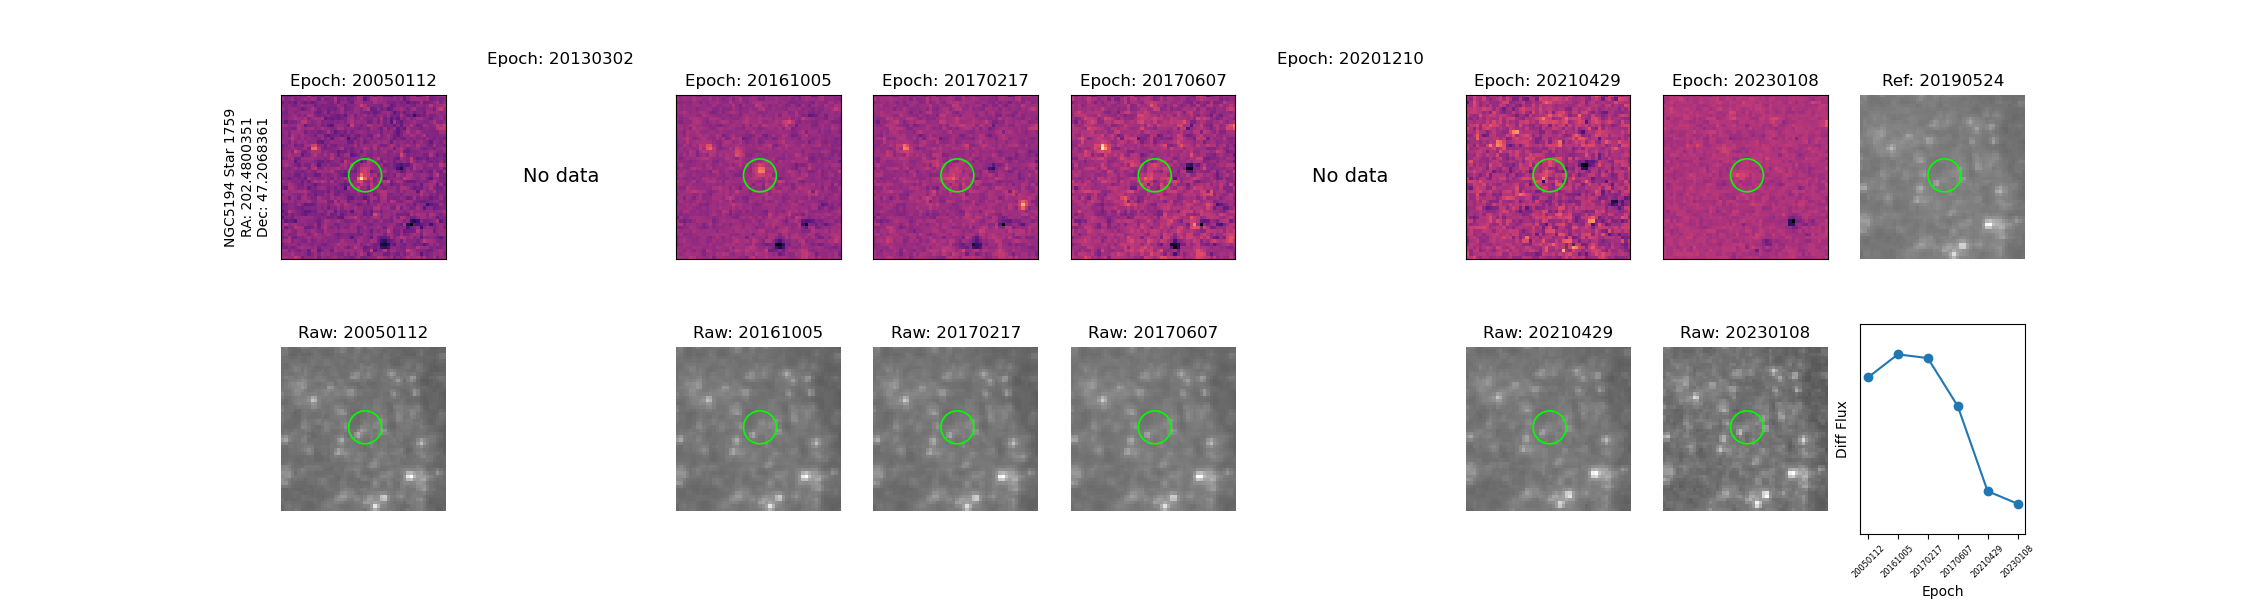 Epoch: 20130302
Epoch: 20201210
Epoch: 20050112
Epoch: 20161005
Epoch: 20170217
Epoch: 20170607
Epoch: 20210429
Epoch: 20230108
Ref: 20190524
NGC5194 Star 1759
RA: 202.4800351
Dec: 47.2068361
No data
No data
Raw: 20050112
Raw: 20161005
Raw: 20170217
Raw: 20170607
Raw: 20210429
Raw: 20230108
Diff Flux
20050112
20161005
20170217
20170607
20210429
20230108
Epoch